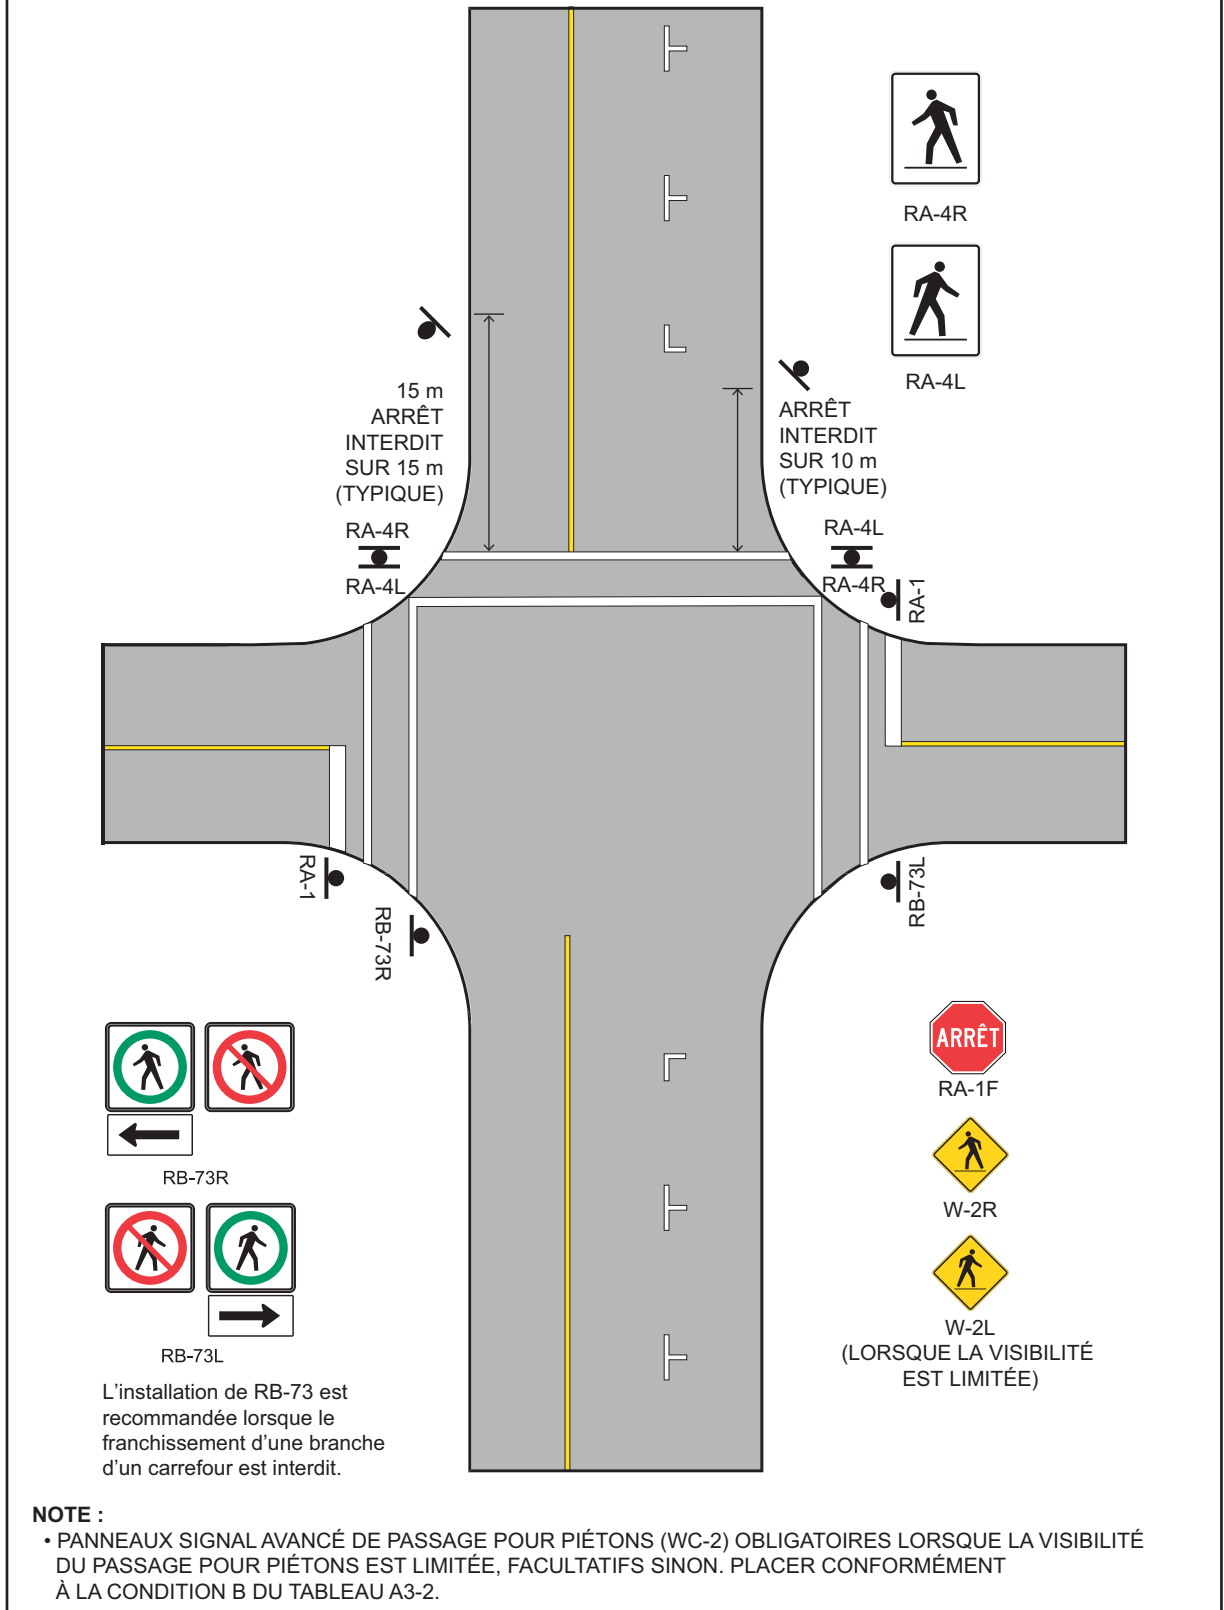 RA-4R
RA-4L
15 m
ARRÊT
INTERDIT
SUR 15 m
(TYPIQUE)
ARRÊT
INTERDIT
SUR 10 m
(TYPIQUE)
RA-4R
RA-4L
RA-4L
RA-4R
RA-1
RA-1
RB-73R
RB-73L
RB-73R
RB-73L
L'installation de RB-73 est
recommandée lorsque le
franchissement d'une branche
d'un carrefour est interdit.
ARRÊT
RA-1F
W-2R
W-2L
(LORSQUE LA VISIBILITÉ
EST LIMITÉE)
NOTE :
• PANNEAUX SIGNAL AVANCÉ DE PASSAGE POUR PIÉTONS (WC-2) OBLIGATOIRES LORSQUE LA VISIBILITÉ
DU PASSAGE POUR PIÉTONS EST LIMITÉE, FACULTATIFS SINON. PLACER CONFORMÉMENT
À LA CONDITION B DU TABLEAU A3-2.